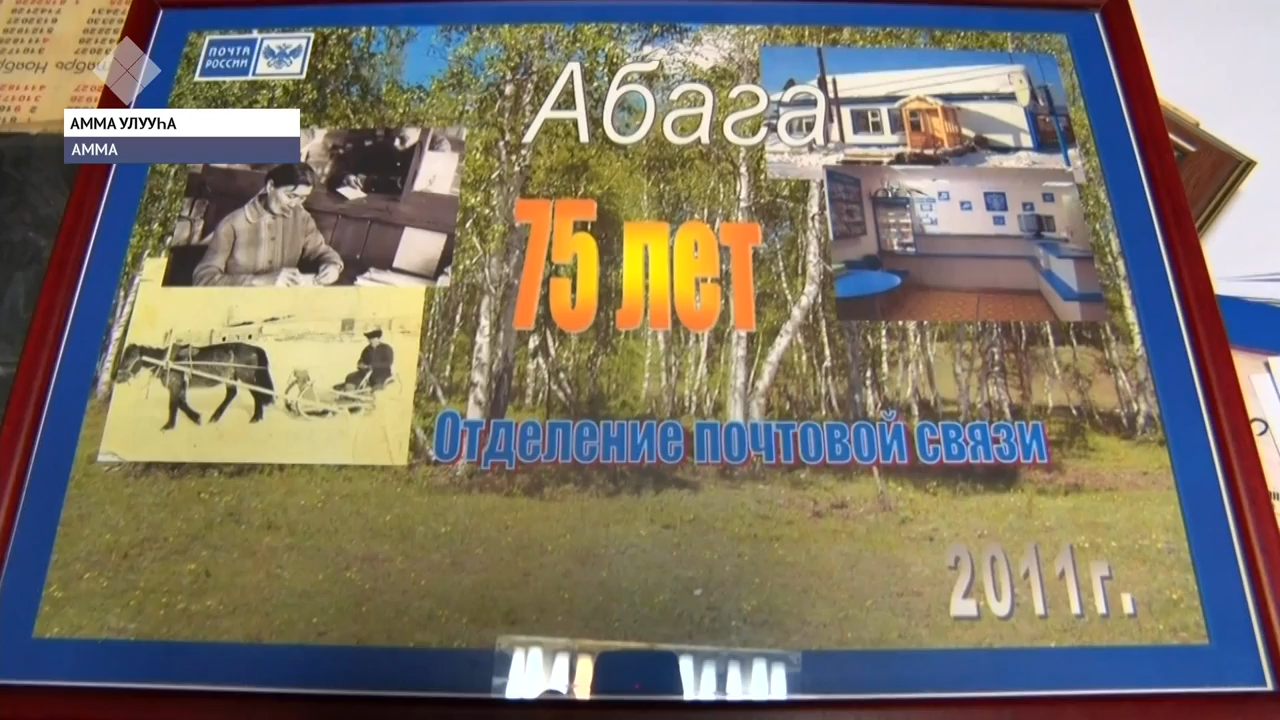 АММА УЛУУҺА
АММА
ПОЧТА
РОССИИ
Абага
75 лет
Отделение почтовой связи
2011г.